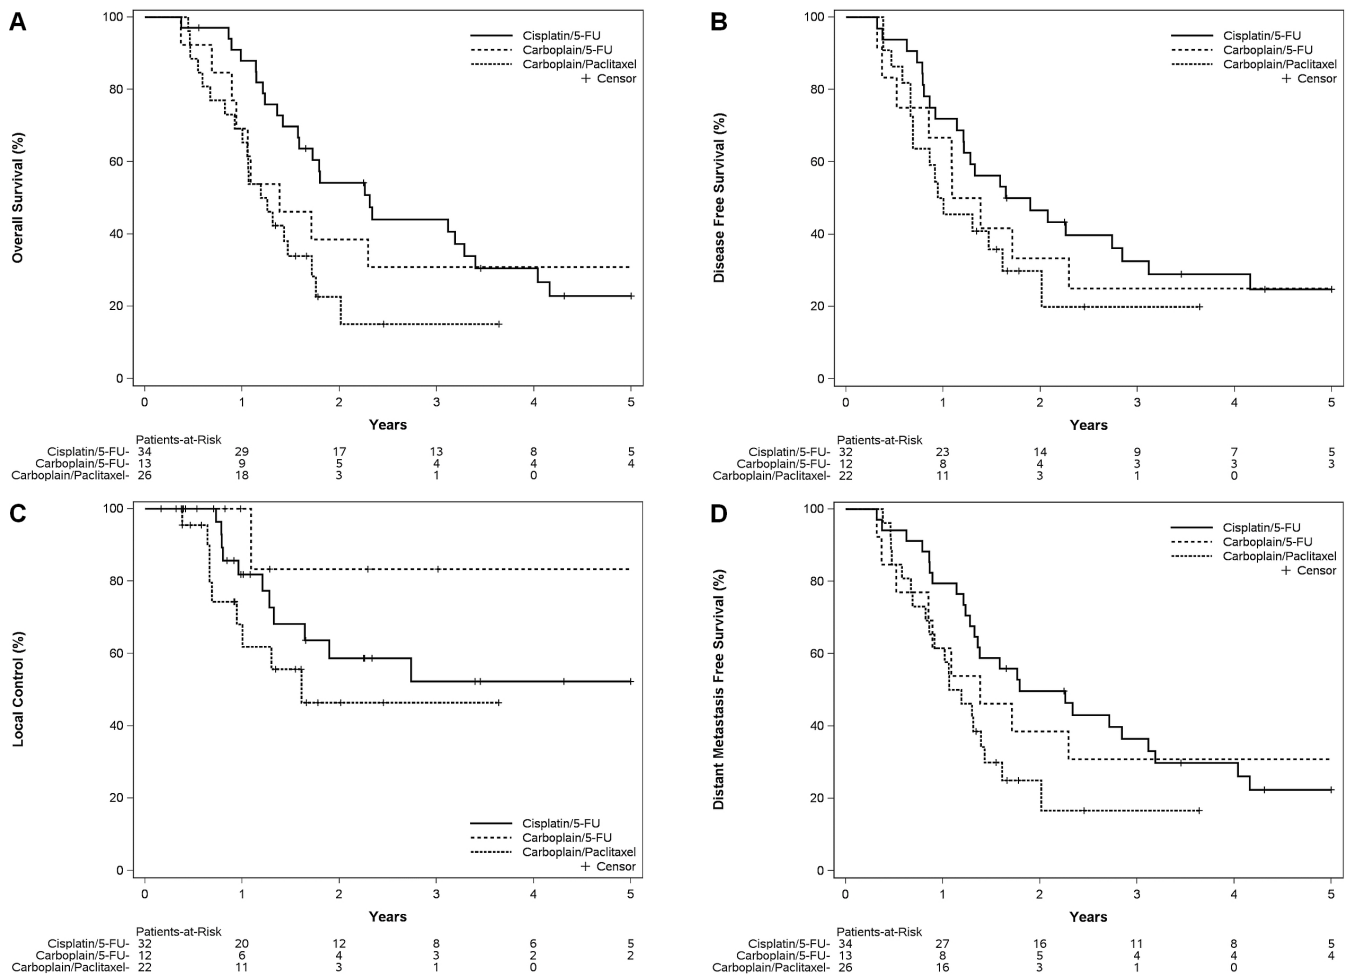 A
Overall Survival (%)
100
80
60
40
20
0
Cisplatin/5-FU
Carboplain/5-FU
Carboplain/Paclitaxel
+ Censor
0 1 2 3 4 5
Years
Patients-at-Risk
Cisplatin/5-FU- 34 29 17 13 8 5
Carboplain/5-FU- 13 9 5 4 4 4
Carboplain/Paclitaxel- 26 18 3 1 0
B
Disease Free Survival (%)
100
80
60
40
20
0
Cisplatin/5-FU
Carboplain/5-FU
Carboplain/Paclitaxel
+ Censor
0 1 2 3 4 5
Years
Patients-at-Risk
Cisplatin/5-FU- 32 23 14 9 7 5
Carboplain/5-FU- 12 8 4 3 3 3
Carboplain/Paclitaxel- 22 11 3 1 0
C
Local Control (%)
100
80
60
40
20
0
Cisplatin/5-FU
Carboplain/5-FU
Carboplain/Paclitaxel
+ Censor
0 1 2 3 4 5
Years
Patients-at-Risk
Cisplatin/5-FU- 32 20 12 8 6 5
Carboplain/5-FU- 12 6 4 3 2 2
Carboplain/Paclitaxel- 22 11 3 1 0
D
Distant Metastasis Free Survival (%)
100
80
60
40
20
0
Cisplatin/5-FU
Carboplain/5-FU
Carboplain/Paclitaxel
+ Censor
0 1 2 3 4 5
Years
Patients-at-Risk
Cisplatin/5-FU- 34 27 16 11 8 5
Carboplain/5-FU- 13 8 5 4 4 4
Carboplain/Paclitaxel- 26 16 3 1 0